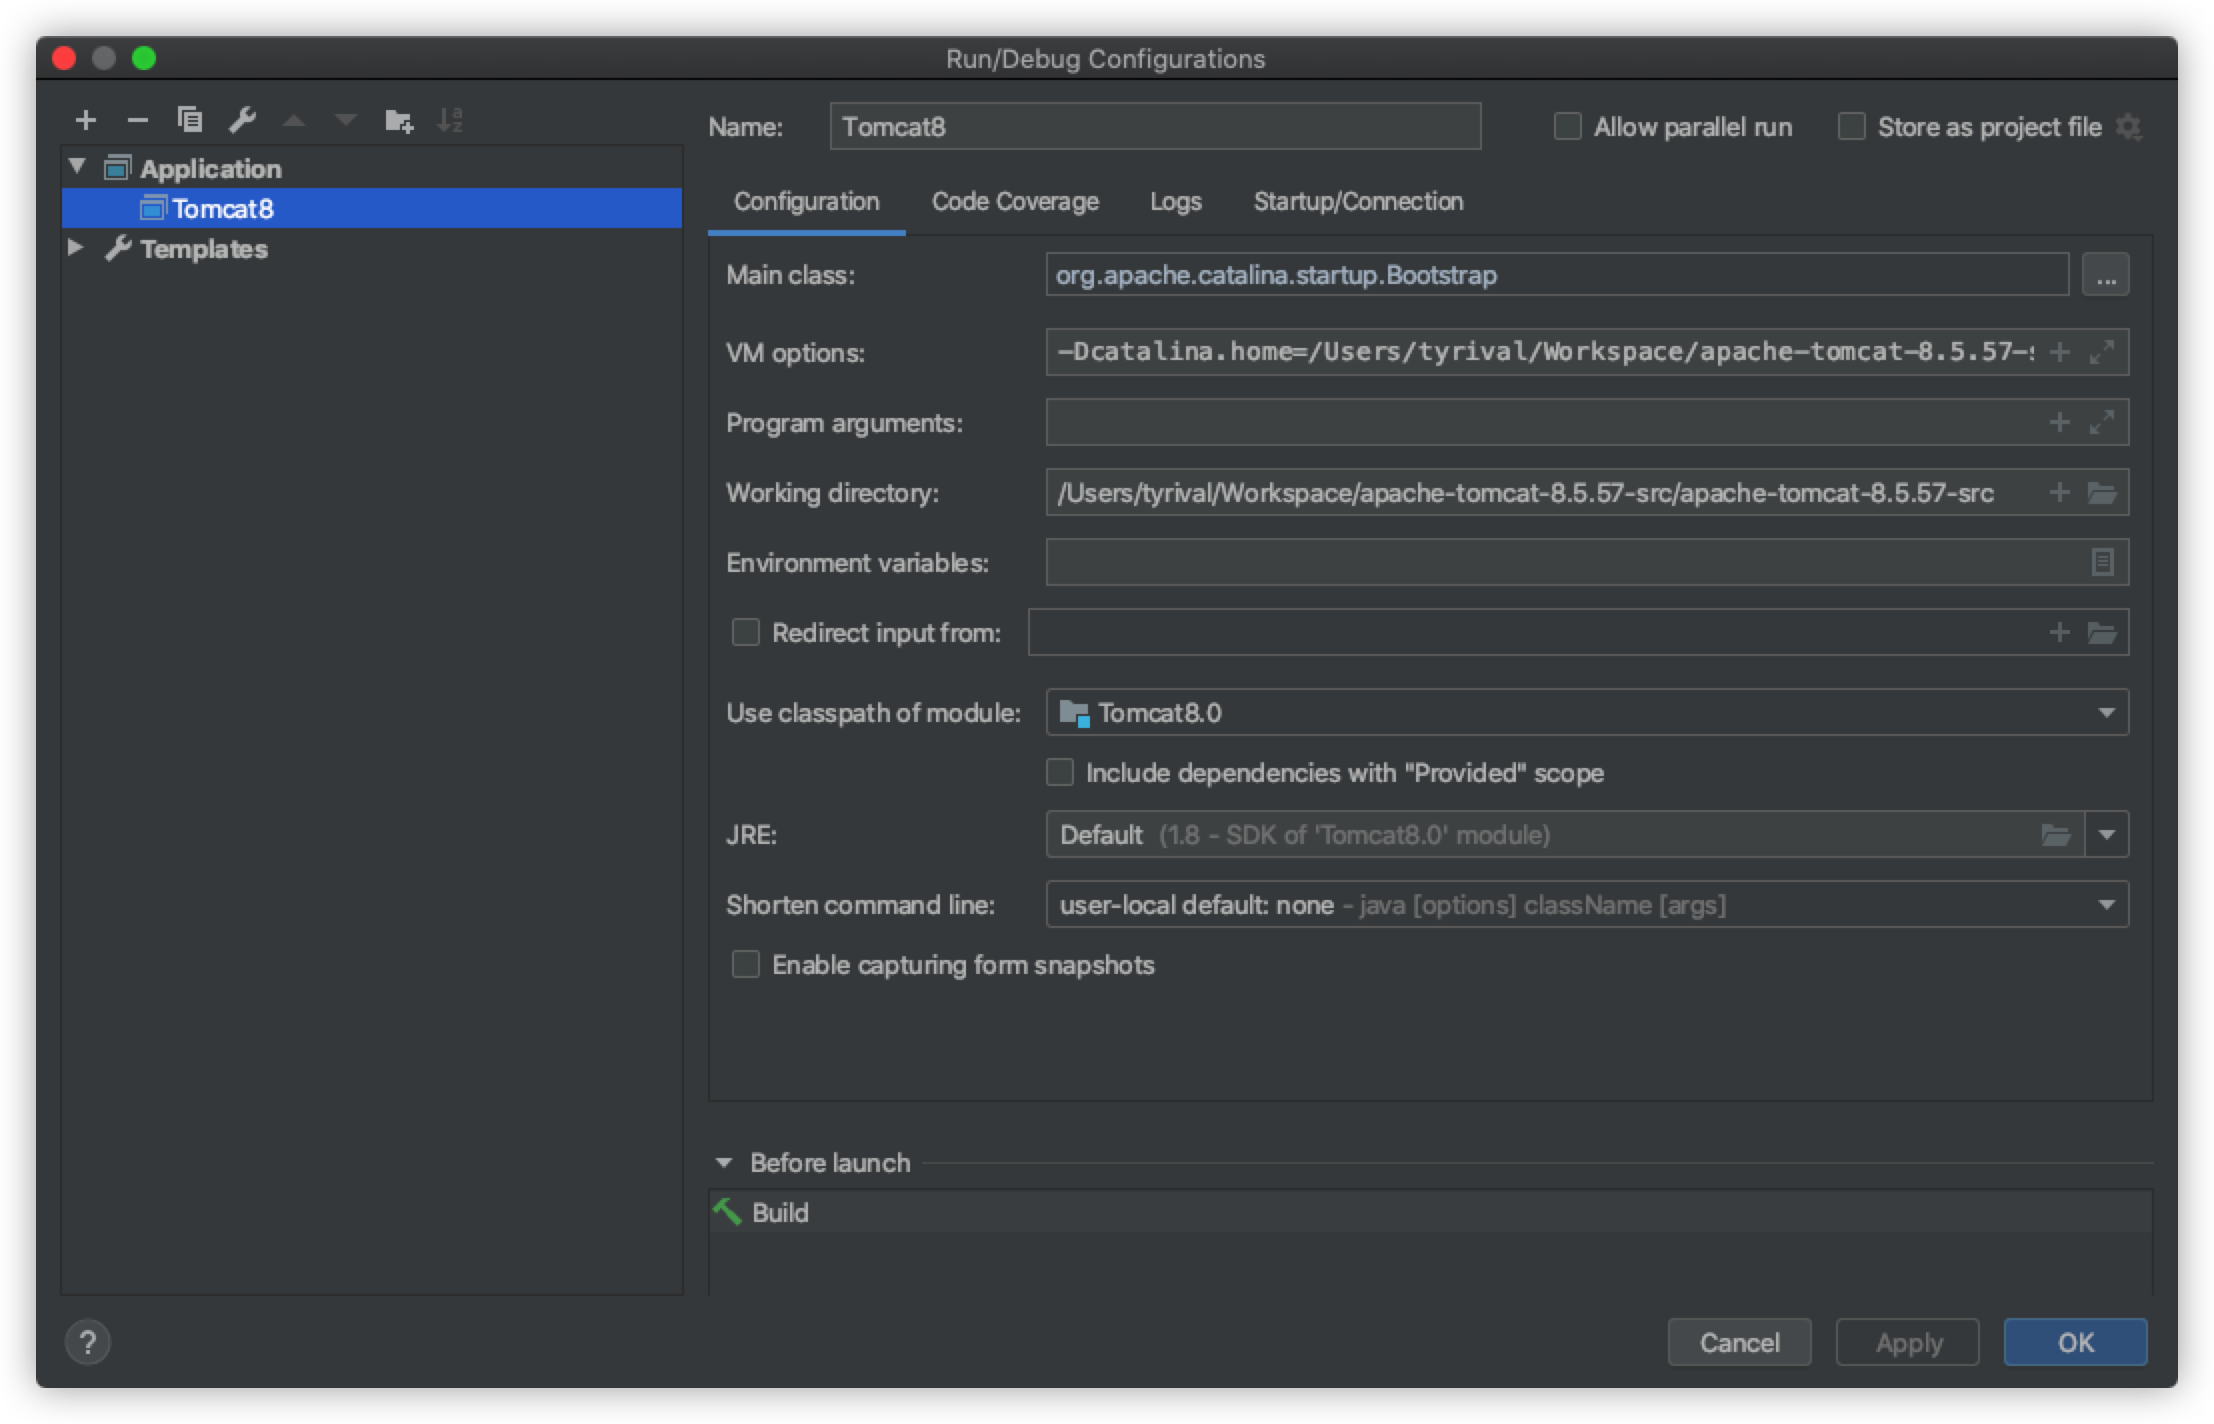 Run/Debug Configurations
Name: Tomcat8 Allow parallel run Store as project file
Application
Tomcat8
Templates
Configuration Code Coverage Logs Startup/Connection
Main class: org.apache.catalina.startup.Bootstrap ...
VM options: -Dcatalina.home=/Users/tyrival/Workspace/apache-tomcat-8.5.57-
Program arguments:
Working directory: /Users/tyrival/Workspace/apache-tomcat-8.5.57-src/apache-tomcat-8.5.57-src
Environment variables:
Redirect input from:
Use classpath of module: Tomcat8.0
Include dependencies with "Provided" scope
JRE: Default (1.8 - SDK of 'Tomcat8.0' module)
Shorten command line: user-local default: none - java [options] className [args]
Enable capturing form snapshots
Before launch
Build
? Cancel Apply OK